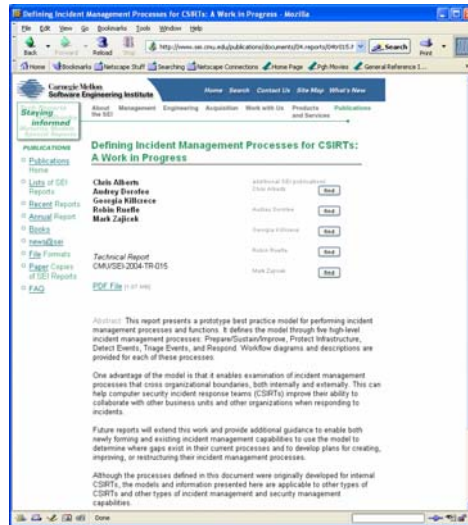 Defining Incident Management Processes for CSIRTs: A Work in Progress - Mozilla
File Edit View Go Bookmarks Tools Window Help
Back Forward Reload Stop
Search Print
Home Bookmarks Netscape Stuff Searching Netscape Connections Home Page Pgh Movies General Reference 1...
Carnegie Mellon
Software Engineering Institute
Home Search Contact Us Site Map What's New
About the SEI Management Engineering Acquisition Work with Us Products and Services Publications
Staying informed
PUBLICATIONS
Publications Home
Lists of SEI Reports
Recent Reports
Annual Report
Books
news@sei
File Formats
Paper Copies of SEI Reports
FAQ
Defining Incident Management Processes for CSIRTs:
A Work in Progress
Chris Alberts
Audrey Dorofee
Georgia Killcrece
Robin Ruefle
Mark Zajicek
additional SEI publications
Chris Alberts find
Audrey Dorofee find
Georgia Killcrece find
Robin Ruefle find
Mark Zajicek find
Technical Report
CMU/SEI-2004-TR-015
PDF File
Abstract: This report presents a prototype best practice model for performing incident
management processes and functions. It defines the model through five high-level
incident management processes: Prepare/Sustain/Improve, Protect Infrastructure,
Detect Events, Triage Events, and Respond. Workflow diagrams and descriptions are
provided for each of these processes.
One advantage of the model is that it enables examination of incident management
processes that cross organizational boundaries, both internally and externally. This can
help computer security incident response teams (CSIRTs) improve their ability to
collaborate with other business units and other organizations when responding to
incidents.
Future reports will extend this work and provide additional guidance to enable both
newly forming and existing incident management capabilities to use the model to
determine where gaps exist in their current processes and to develop plans for creating,
improving, or restructuring their incident management processes.
Although the processes defined in this document were originally developed for internal
CSIRTs, the models and information presented here are applicable to other types of
CSIRTs and other types of incident management and security management
capabilities.
Done